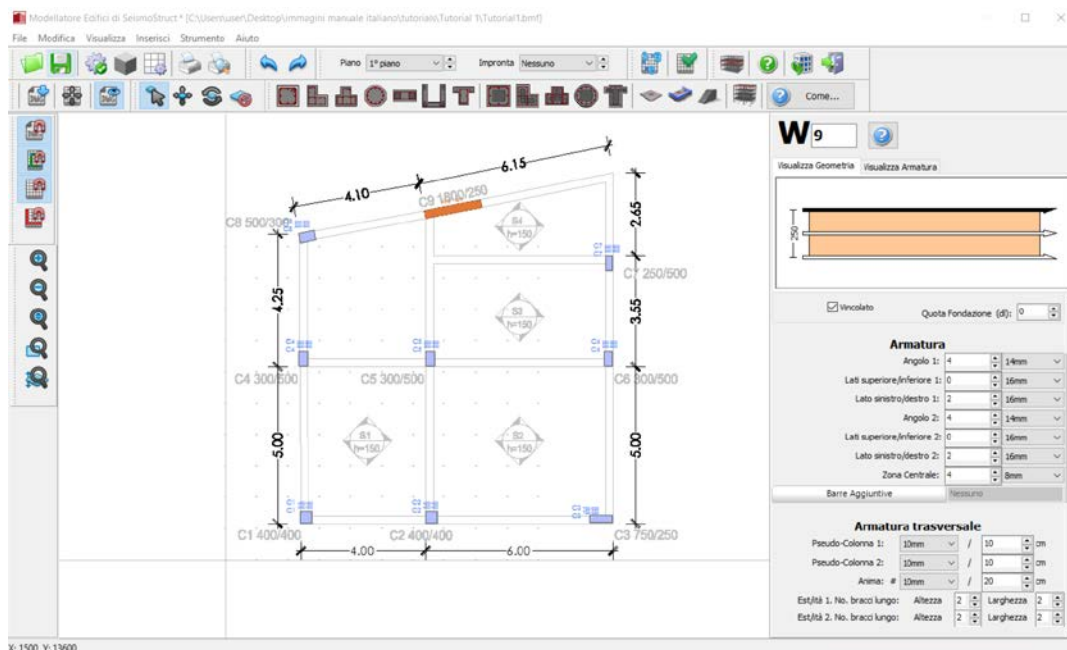 Modellatore Edifici di SeismoStruct * [C:\Users\user\Desktop\immagini manuale italiano\tutorials\Tutorial 1\Tutorial1.bmf]
File Modifica Visualizza Inserisci Strumento Aiuto
Piano 1° piano Impronta Nessuno
Come...
W 9
Visualizza Geometria Visualizza Armatura
250
Vincolato Quota Fondazione (dl): 0
Armatura
Angolo 1: 4 14mm
Lati superiore/inferiore 1: 0 16mm
Lato sinistro/destro 1: 2 16mm
Angolo 2: 4 14mm
Lati superiore/inferiore 2: 0 16mm
Lato sinistro/destro 2: 2 16mm
Zona Centrale: 4 8mm
Barre Aggiuntive Nessuno
Armatura trasversale
Pseudo-Colonna 1: 10mm / 10 cm
Pseudo-Colonna 2: 10mm / 10 cm
Anima: # 10mm / 20 cm
Est/ità 1. No. bracci lungo: Altezza 2 Larghezza 2
Est/ità 2. No. bracci lungo: Altezza 2 Larghezza 2
6.15
4.10
C9 1800/250
C8 500/300
S4
h=150
2.65
C7 250/500
4.25
S3
h=150
3.55
C4 300/500
C5 300/500
C6 300/500
5.00
S1
h=150
S2
h=150
5.00
C1 400/400
C2 400/400
C3 750/250
4.00
6.00
X: 1500 Y: 13600